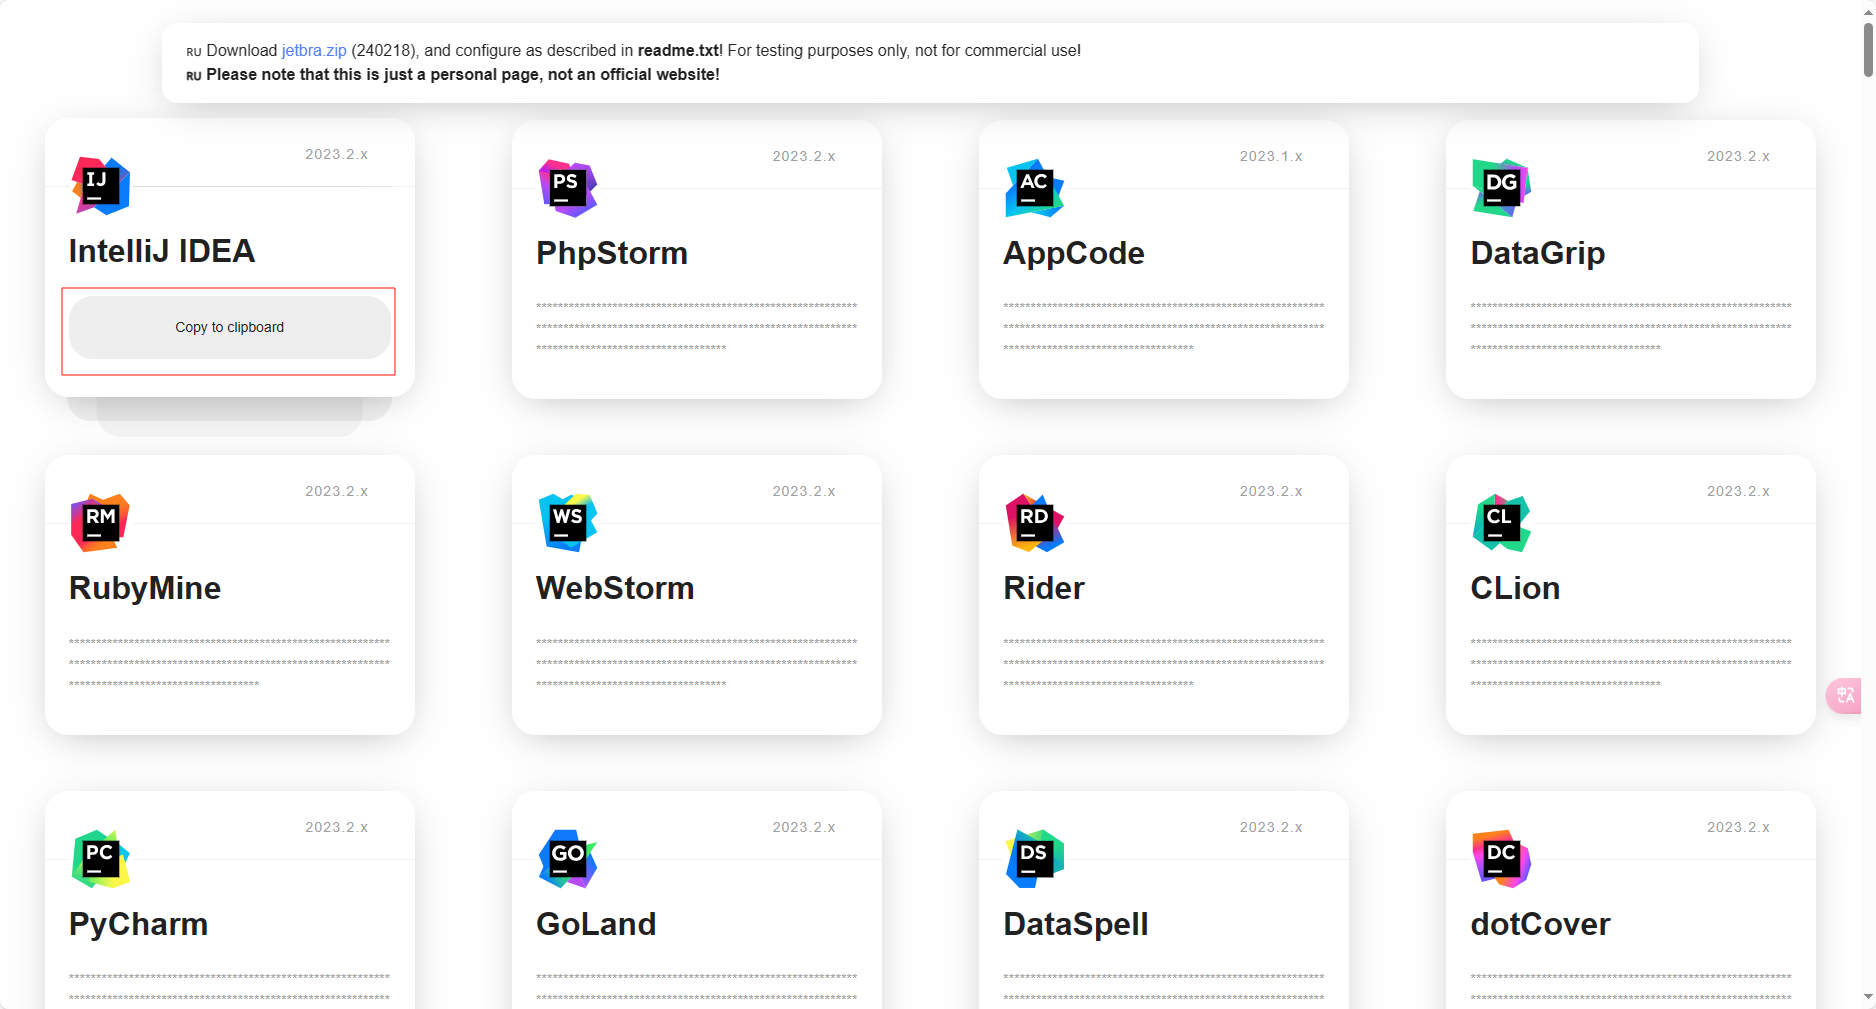 RU Download jetbra.zip (240218), and configure as described in readme.txt! For testing purposes only, not for commercial use!
RU Please note that this is just a personal page, not an official website!
2023.2.x
IJ
IntelliJ IDEA
Copy to clipboard
2023.2.x
PS
PhpStorm
2023.1.x
AC
AppCode
2023.2.x
DG
DataGrip
2023.2.x
RM
RubyMine
2023.2.x
WS
WebStorm
2023.2.x
RD
Rider
2023.2.x
CL
CLion
中A
2023.2.x
PC
PyCharm
2023.2.x
GO
GoLand
2023.2.x
DS
DataSpell
2023.2.x
DC
dotCover